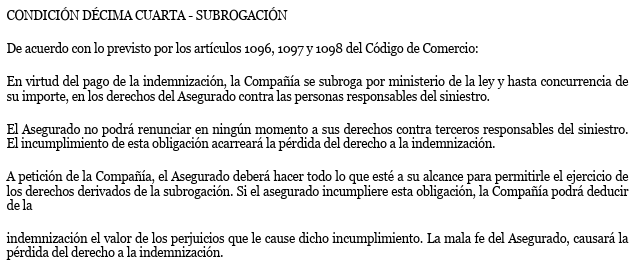 CONDICIÓN DÉCIMA CUARTA - SUBROGACIÓN
De acuerdo con lo previsto por los artículos 1096, 1097 y 1098 del Código de Comercio:
En virtud del pago de la indemnización, la Compañía se subroga por ministerio de la ley y hasta concurrencia de
su importe, en los derechos del Asegurado contra las personas responsables del siniestro.
El Asegurado no podrá renunciar en ningún momento a sus derechos contra terceros responsables del siniestro.
El incumplimiento de esta obligación acarreará la pérdida del derecho a la indemnización.
A petición de la Compañía, el Asegurado deberá hacer todo lo que esté a su alcance para permitirle el ejercicio de
los derechos derivados de la subrogación. Si el asegurado incumpliere esta obligación, la Compañía podrá deducir
de la
indemnización el valor de los perjuicios que le cause dicho incumplimiento. La mala fe del Asegurado, causará la
pérdida del derecho a la indemnización.